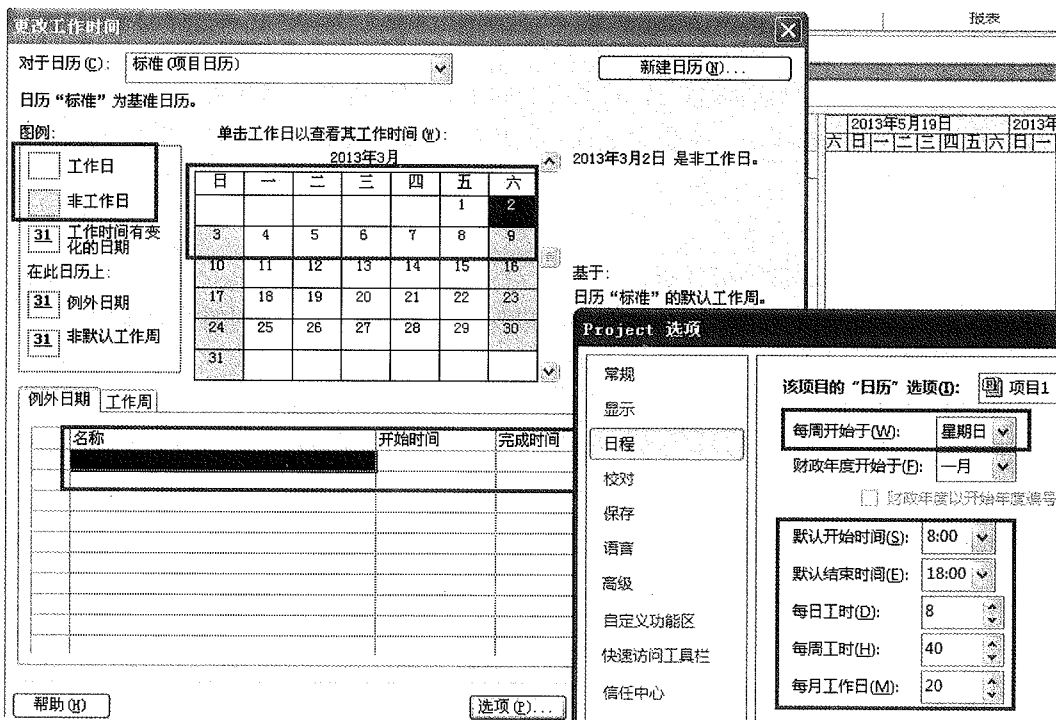 更改工作时间
对于日历(C): 标准(项目日历)
新建日历(N)...
日历“标准”为基准日历。
图例:
工作日
非工作日
31 工作时间有变
化的日期
在此日历上:
31 例外日期
31 非默认工作周
单击工作日以查看其工作时间(W):
2013年3月
日 一 二 三 四 五 六
1 2
3 4 5 6 7 8 9
10 11 12 13 14 15 16
17 18 19 20 21 22 23
24 25 26 27 28 29 30
31
2013年3月2日 是非工作日。
基于:
日历“标准”的默认工作周。
例外日期 工作周
名称 开始时间 完成时间
帮助(H)
选项(P)...
报表
2013年5月19日 2013年
六 日 一 二 三 四 五 六 日 一
Project 选项
常规
显示
日程
校对
保存
语言
高级
自定义功能区
快速访问工具栏
信任中心
该项目的“日历”选项(I): 项目1
每周开始于(W): 星期日
财政年度开始于(F): 一月
财政年度以开始年度编号
默认开始时间(S): 8:00
默认结束时间(E): 18:00
每日工时(D): 8
每周工时(H): 40
每月工作日(M): 20